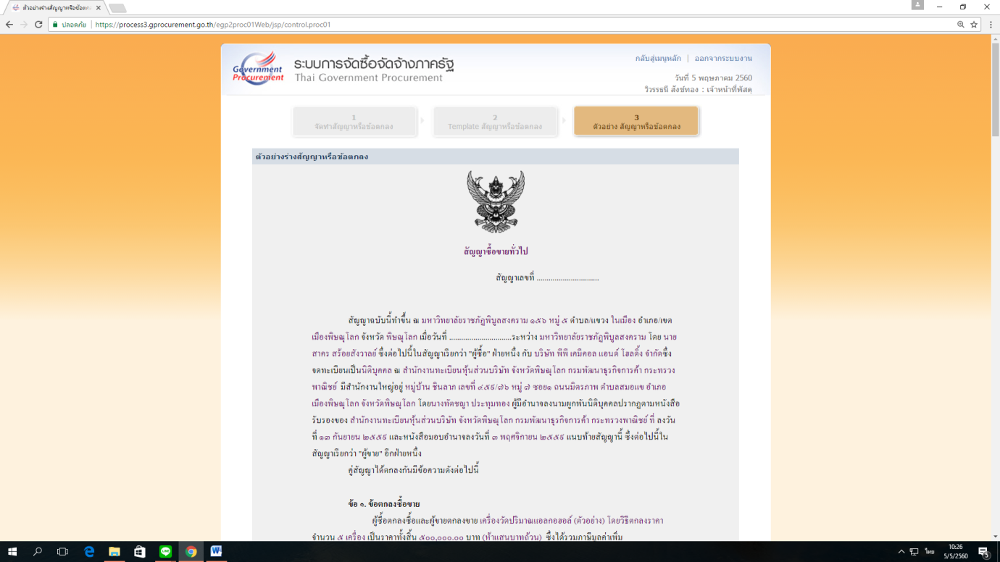 ตัวอย่างร่างสัญญาหรือข้อตก
ปลอดภัย | https://process3.gprocurement.go.th/egp2proc01Web/jsp/control.proc01
Government Procurement
ระบบการจัดซื้อจัดจ้างภาครัฐ
Thai Government Procurement
กลับสู่เมนูหลัก | ออกจากระบบงาน
วันที่ 5 พฤษภาคม 2560
วิวรรธนี สังข์ทอง : เจ้าหน้าที่พัสดุ
1
จัดทำสัญญาหรือข้อตกลง
2
Template สัญญาหรือข้อตกลง
3
ตัวอย่าง สัญญาหรือข้อตกลง
ตัวอย่างร่างสัญญาหรือข้อตกลง
สัญญาซื้อขายทั่วไป
สัญญาเลขที่ ...............................
สัญญาฉบับนี้ทำขึ้น ณ มหาวิทยาลัยราชภัฏพิบูลสงคราม ๑๕๖ หมู่ ๕ ตำบล/แขวง ในเมือง อำเภอ/เขต
เมืองพิษณุโลก จังหวัด พิษณุโลก เมื่อวันที่ ...............................ระหว่าง มหาวิทยาลัยราชภัฏพิบูลสงคราม โดย นาย
สาคร สร้อยสังวาลย์ ซึ่งต่อไปนี้ในสัญญาเรียกว่า "ผู้ซื้อ" ฝ่ายหนึ่ง กับ บริษัท พีพี เคมิคอล แอนด์ โฮลดิ้ง จำกัดซึ่ง
จดทะเบียนเป็นนิติบุคคล ณ สำนักงานทะเบียนหุ้นส่วนบริษัท จังหวัดพิษณุโลก กรมพัฒนาธุรกิจการค้า กระทรวง
พาณิชย์ มีสำนักงานใหญ่อยู่ หมู่บ้าน ชินลาภ เลขที่ ๔๕๙/๗๖ หมู่ ๗ ซอย๑ ถนนมิตรภาพ ตำบลสมอแข อำเภอ
เมืองพิษณุโลก จังหวัดพิษณุโลก โดยนางทัดชญา ประทุมทอง ผู้มีอำนาจลงนามผูกพันนิติบุคคลปรากฏตามหนังสือ
รับรองของ สำนักงานทะเบียนหุ้นส่วนบริษัท จังหวัดพิษณุโลก กรมพัฒนาธุรกิจการค้า กระทรวงพาณิชย์ ที่ ลงวัน
ที่ ๑๓ กันยายน ๒๕๕๙ และหนังสือมอบอำนาจลงวันที่ ๓ พฤศจิกายน ๒๕๕๙ แนบท้ายสัญญานี้ ซึ่งต่อไปนี้ใน
สัญญาเรียกว่า "ผู้ขาย" อีกฝ่ายหนึ่ง
คู่สัญญาได้ตกลงกันมีข้อความดังต่อไปนี้
ข้อ ๑. ข้อตกลงซื้อขาย
ผู้ซื้อตกลงซื้อและผู้ขายตกลงขาย เครื่องวัดปริมาณแอลกอฮอล์ (ตัวอย่าง) โดยวิธีตกลงราคา
จำนวน ๕ เครื่อง เป็นราคาทั้งสิ้น ๕๐๐,๐๐๐.๐๐ บาท (ห้าแสนบาทถ้วน) ซึ่งได้รวมภาษีมูลค่าเพิ่ม
ไทย
10:26
5/5/2560
5